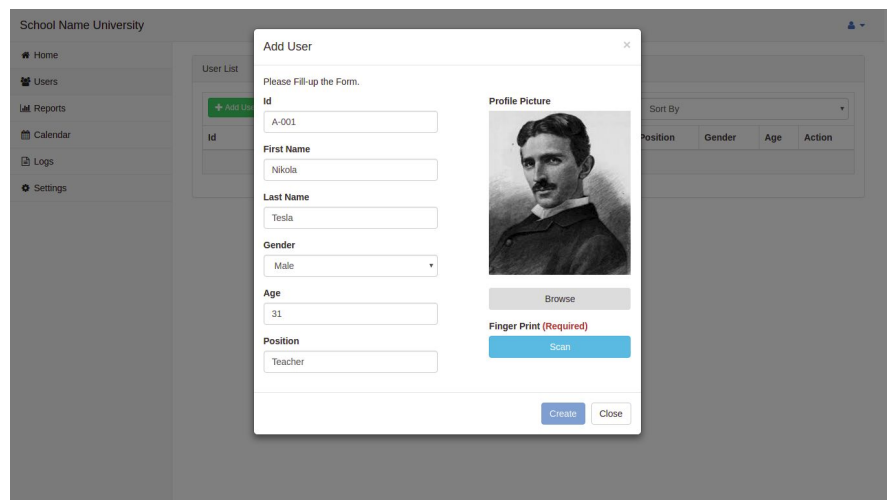 School Name University
Home
Users
Reports
Calendar
Logs
Settings
User List
Add Use
Sort By
Id
Position Gender Age Action
Add User ×
Please Fill-up the Form.
Id
A-001
First Name
Nikola
Last Name
Tesla
Gender
Male
Age
31
Position
Teacher
Profile Picture
Browse
Finger Print (Required)
Scan
Create Close